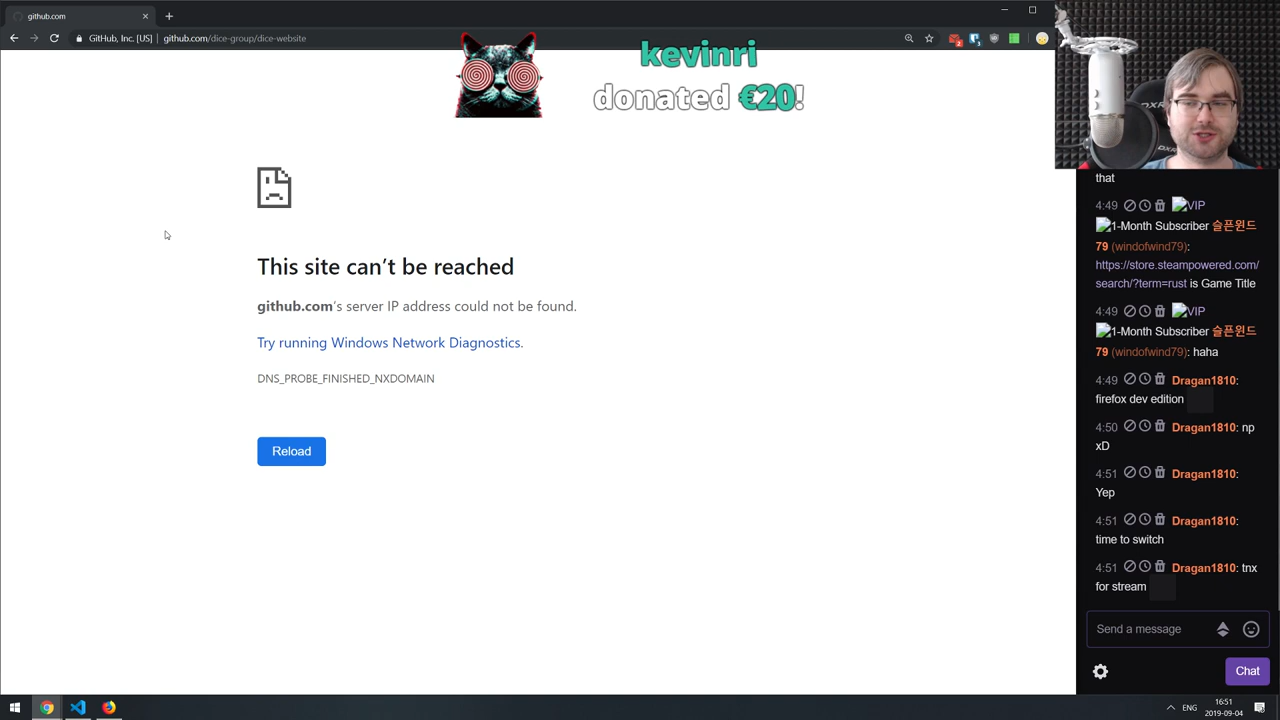 github.com
GitHub, Inc. [US]
github.com/dice-group/dice-website
kevinri
donated €20!
This site can't be reached
github.com's server IP address could not be found.
Try running Windows Network Diagnostics.
DNS_PROBE_FINISHED_NXDOMAIN
Reload
DXR
that
4:49 VIP
1-Month Subscriber 슬픈윈드
79 (windofwind79):
https://store.steampowered.com/
search/?term=rust is Game Title
4:49 VIP
1-Month Subscriber 슬픈윈드
79 (windofwind79): haha
4:49 Dragan1810:
firefox dev edition
4:50 Dragan1810: np
xD
4:51 Dragan1810:
Yep
4:51 Dragan1810:
time to switch
4:51 Dragan1810: tnx
for stream
Send a message
Chat
ENG
16:51
2019-09-04